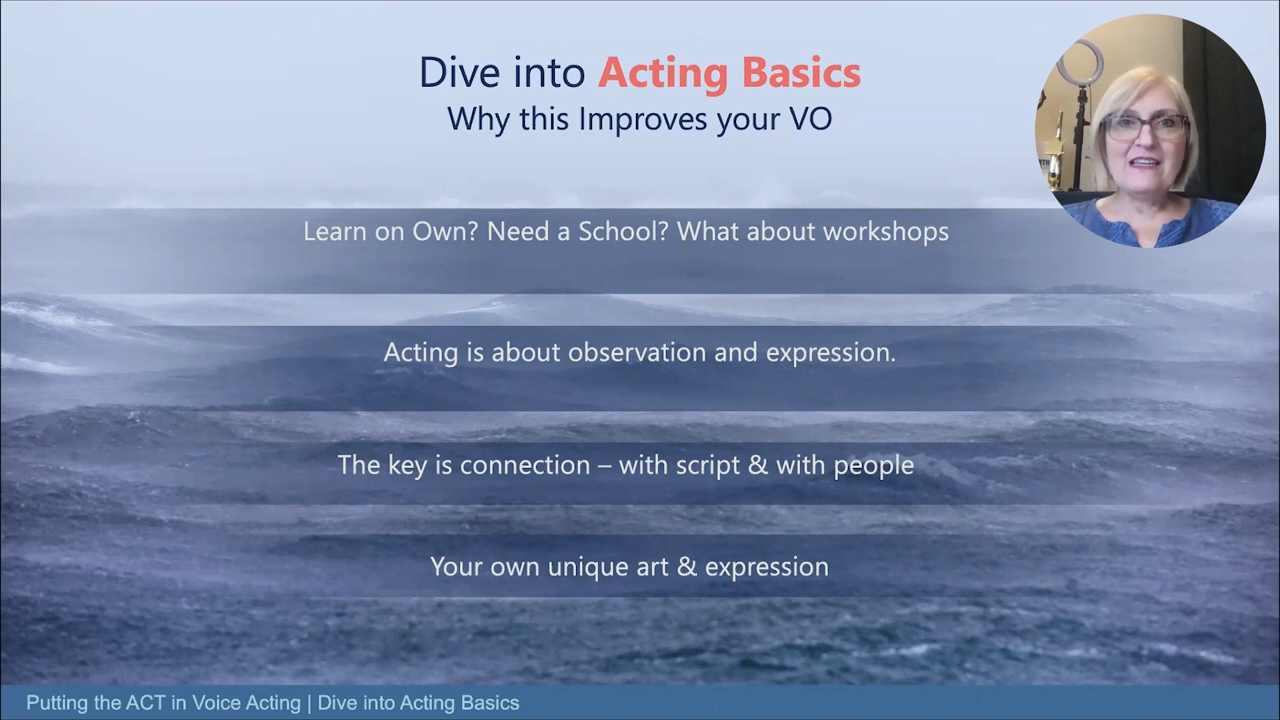 Dive into Acting Basics
Why this Improves your VO
Learn on Own? Need a School? What about workshops
Acting is about observation and expression.
The key is connection – with script & with people
Your own unique art & expression
Putting the ACT in Voice Acting | Dive into Acting Basics